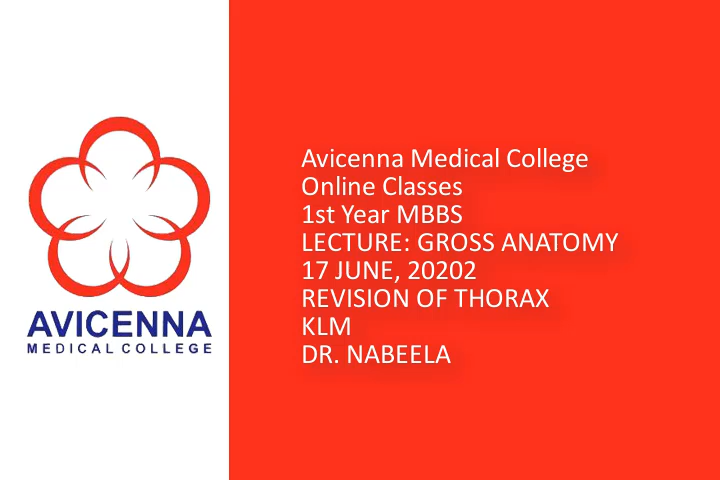 AVICENNA
MEDICAL COLLEGE
Avicenna Medical College
Online Classes
1st Year MBBS
LECTURE: GROSS ANATOMY
17 JUNE, 20202
REVISION OF THORAX
KLM
DR. NABEELA